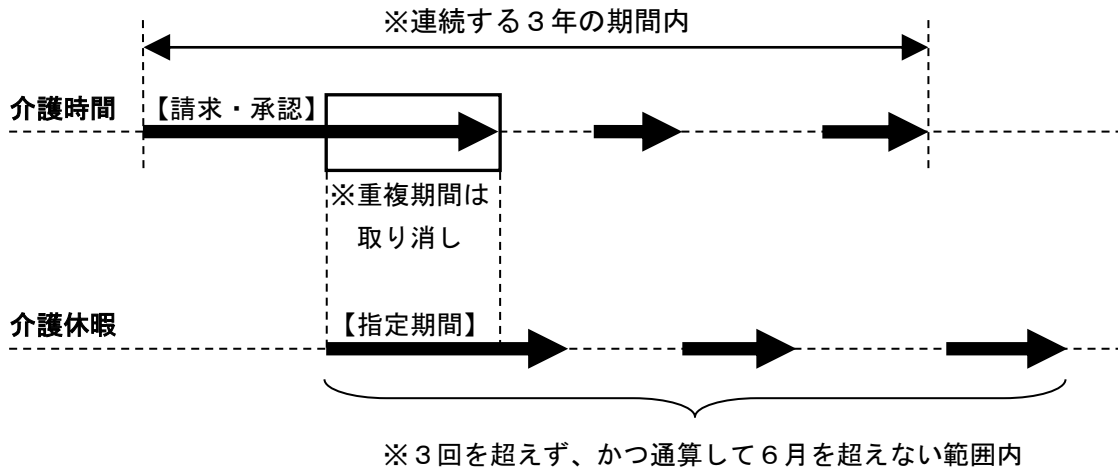 ※連続する３年の期間内
介護時間
【請求・承認】
※重複期間は
取り消し
介護休暇
【指定期間】
※３回を超えず、かつ通算して６月を超えない範囲内